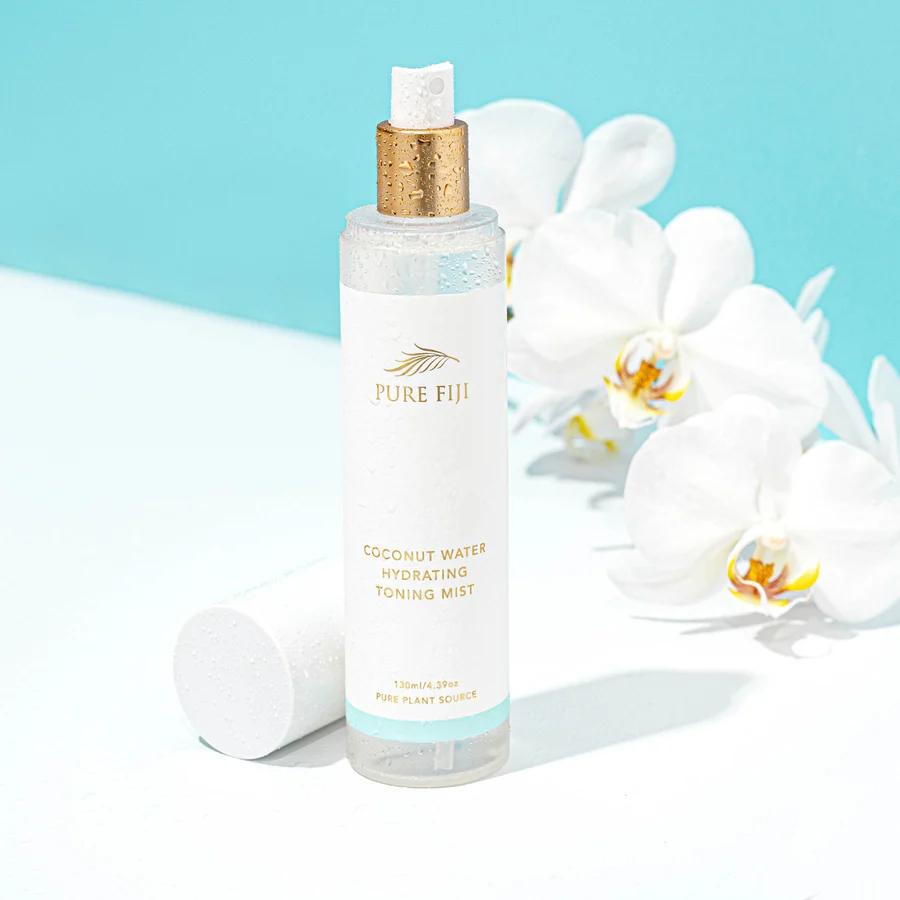 PURE FIJI
COCONUT WATER
HYDRATING
TONING MIST
130ml/4.39oz
PURE PLANT SOURCE